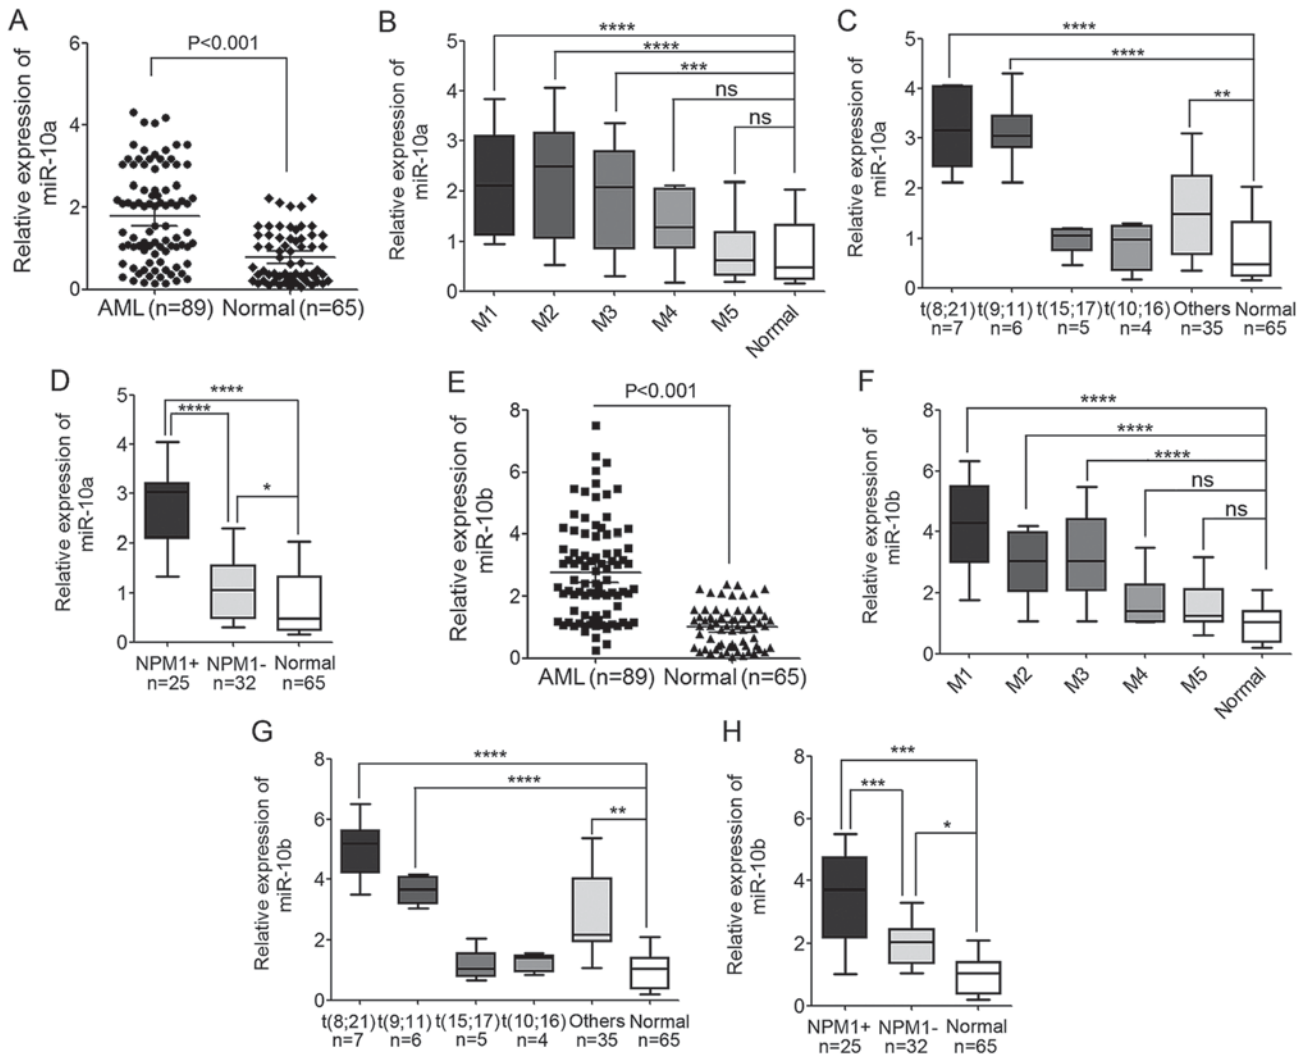 A
Relative expression of
miR-10a
6
4
2
0
P<0.001
AML (n=89) Normal (n=65)
B
Relative expression of
miR-10a
5
4
3
2
1
0
****
****
***
ns
ns
M1 M2 M3 M4 M5 Normal
C
Relative expression of
miR-10a
5
4
3
2
1
0
****
****
**
t(8;21) t(9;11) t(15;17) t(10;16) Others Normal
n=7 n=6 n=5 n=4 n=35 n=65
D
Relative expression of
miR-10a
5
4
3
2
1
0
****
****
*
NPM1+ NPM1- Normal
n=25 n=32 n=65
E
Relative expression of
miR-10b
8
6
4
2
0
P<0.001
AML (n=89) Normal (n=65)
F
Relative expression of
miR-10b
8
6
4
2
0
****
****
****
ns
ns
M1 M2 M3 M4 M5 Normal
G
Relative expression of
miR-10b
8
6
4
2
0
****
****
**
t(8;21) t(9;11) t(15;17) t(10;16) Others Normal
n=7 n=6 n=5 n=4 n=35 n=65
H
Relative expression of
miR-10b
8
6
4
2
0
***
***
*
NPM1+ NPM1- Normal
n=25 n=32 n=65